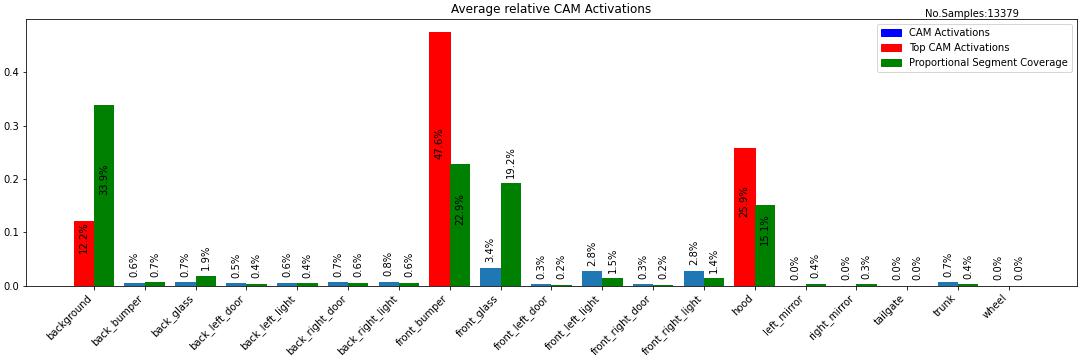 Average relative CAM Activations
No.Samples:13379
CAM Activations
Top CAM Activations
Proportional Segment Coverage
0.4
0.3
0.2
0.1
0.0
12.2%
33.9%
0.6%
0.7%
0.7%
1.9%
0.5%
0.4%
0.6%
0.4%
0.7%
0.6%
0.8%
0.6%
47.6%
22.9%
3.4%
19.2%
0.3%
0.2%
2.8%
1.5%
0.3%
0.2%
2.8%
1.4%
25.9%
15.1%
0.0%
0.4%
0.0%
0.3%
0.0%
0.0%
0.7%
0.4%
0.0%
0.0%
background
back_bumper
back_glass
back_left_door
back_left_light
back_right_door
back_right_light
front_bumper
front_glass
front_left_door
front_left_light
front_right_door
front_right_light
hood
left_mirror
right_mirror
tailgate
trunk
wheel